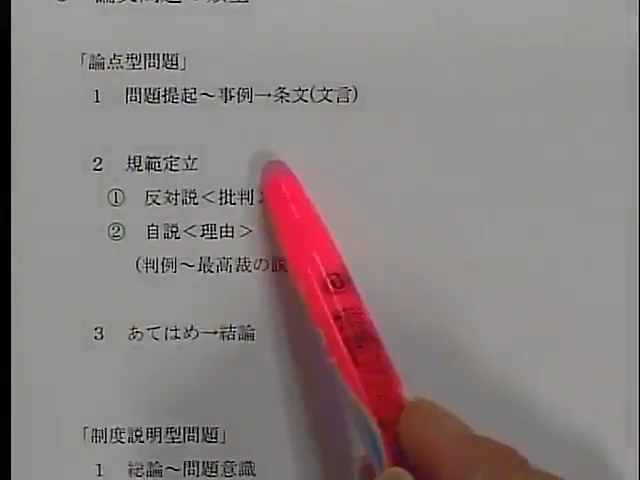 「論点型問題」
1 問題提起～事例→条文(文言)
2 規範定立
① 反対説＜批判＞
② 自説＜理由＞
(判例～最高裁の説
3 あてはめ→結論
「制度説明型問題」
1 総論～問題意識